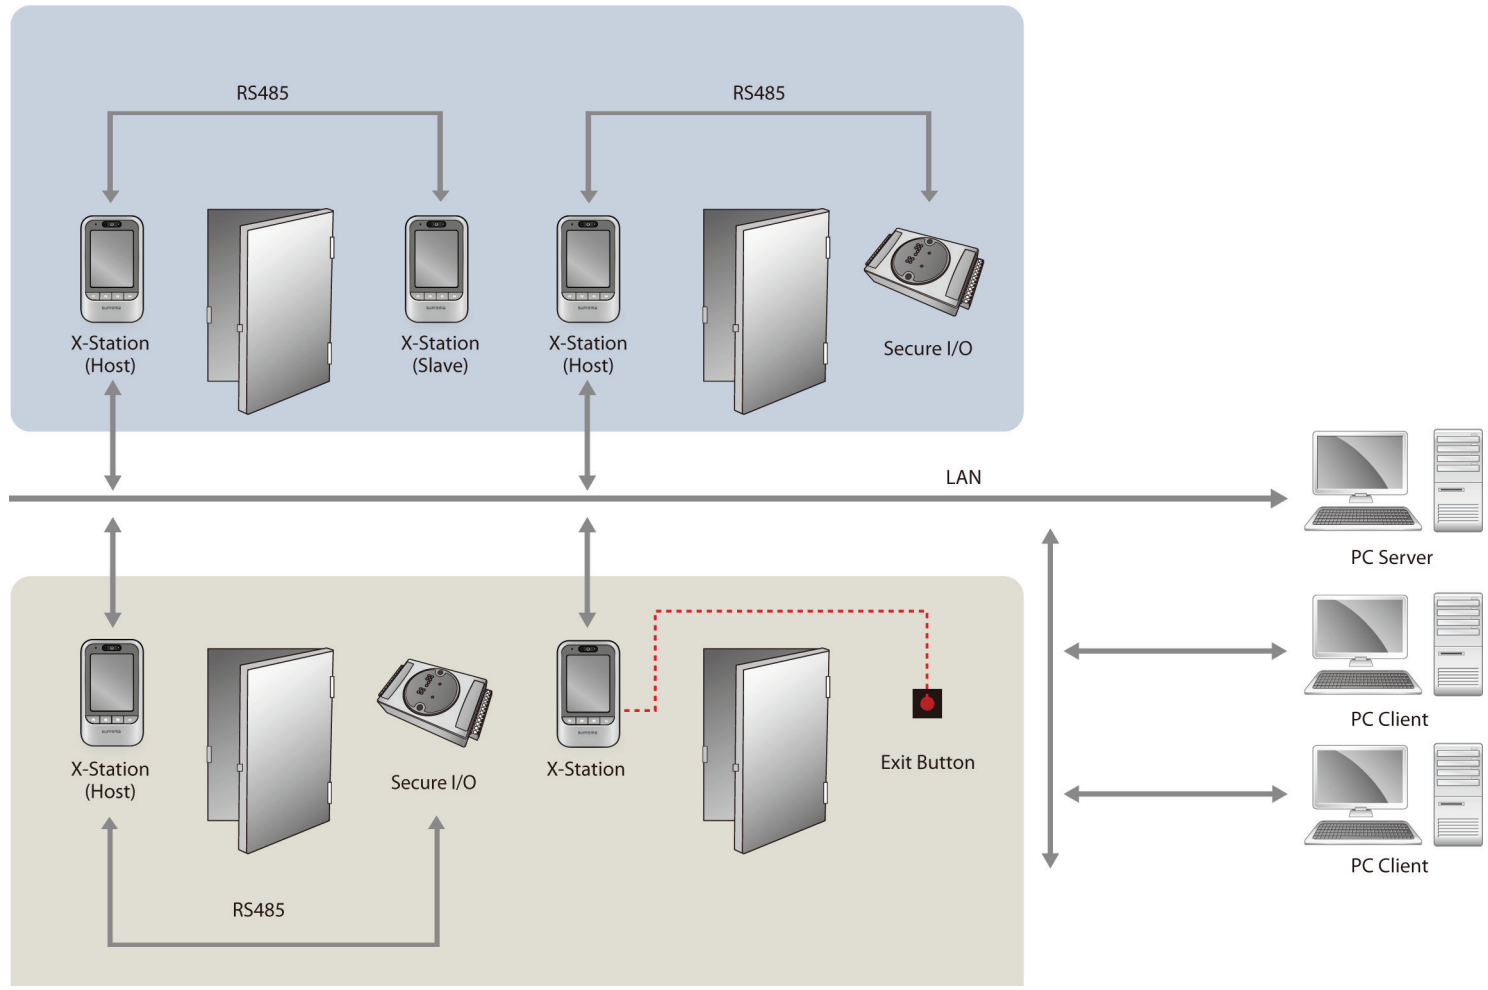 RS485
RS485
X-Station
(Host)
X-Station
(Slave)
X-Station
(Host)
Secure I/O
LAN
PC Server
X-Station
(Host)
Secure I/O
X-Station
Exit Button
PC Client
RS485
PC Client